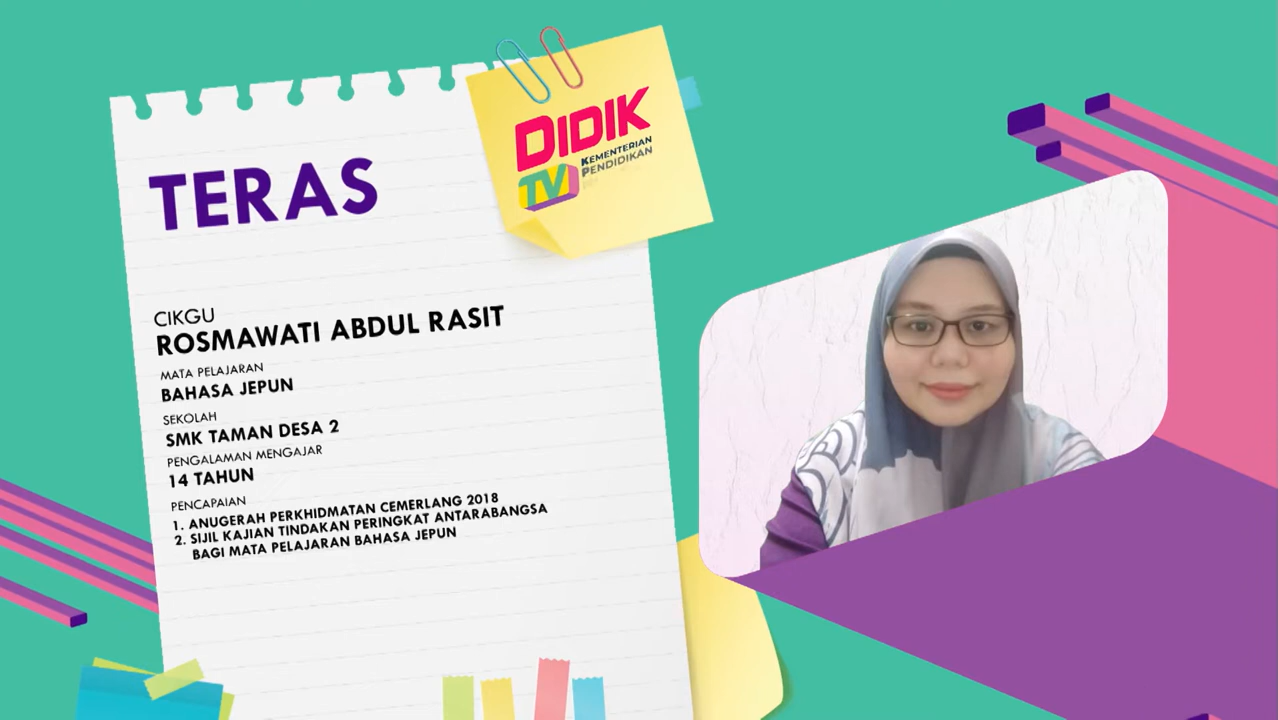 TERAS
DIDIK
TV
KEMENTERIAN
PENDIDIKAN
CIKGU
ROSMAWATI ABDUL RASIT
MATA PELAJARAN
BAHASA JEPUN
SEKOLAH
SMK TAMAN DESA 2
PENGALAMAN MENGAJAR
14 TAHUN
PENCAPAIAN
1. ANUGERAH PERKHIDMATAN CEMERLANG 2018
2. SIJIL KAJIAN TINDAKAN PERINGKAT ANTARABANGSA
BAGI MATA PELAJARAN BAHASA JEPUN